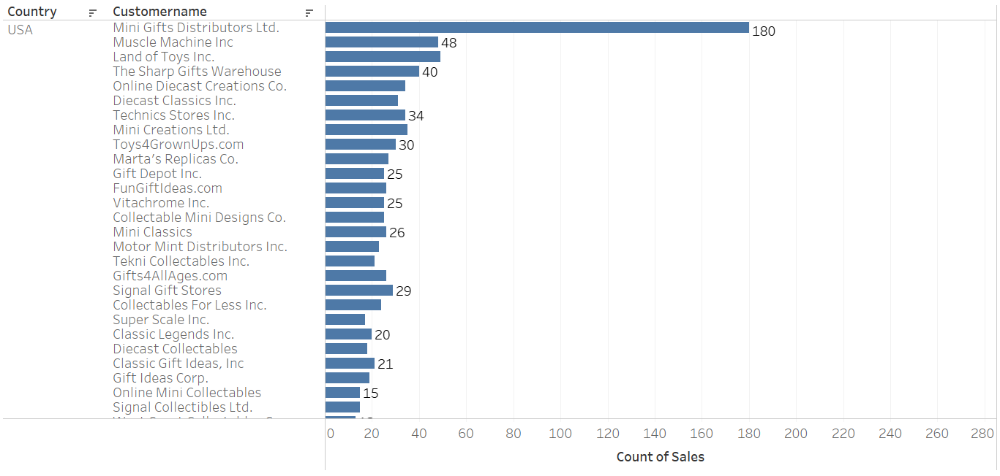 Country Customername
USA Mini Gifts Distributors Ltd. 180
Muscle Machine Inc 48
Land of Toys Inc.
The Sharp Gifts Warehouse 40
Online Diecast Creations Co.
Diecast Classics Inc.
Technics Stores Inc. 34
Mini Creations Ltd.
Toys4GrownUps.com 30
Marta's Replicas Co.
Gift Depot Inc. 25
FunGiftIdeas.com
Vitachrome Inc. 25
Collectable Mini Designs Co.
Mini Classics 26
Motor Mint Distributors Inc.
Tekni Collectables Inc.
Gifts4AllAges.com
Signal Gift Stores 29
Collectables For Less Inc.
Super Scale Inc.
Classic Legends Inc. 20
Diecast Collectables
Classic Gift Ideas, Inc 21
Gift Ideas Corp.
Online Mini Collectables 15
Signal Collectibles Ltd.
0 20 40 60 80 100 120 140 160 180 200 220 240 260 280
Count of Sales